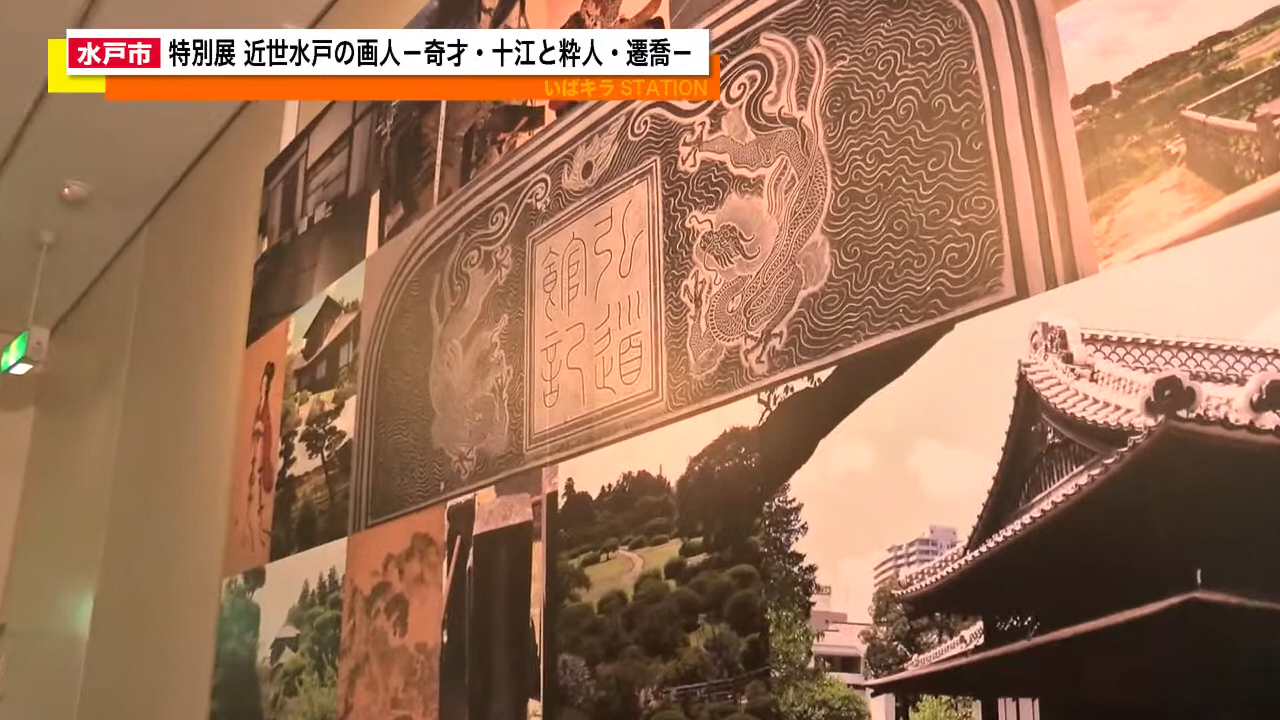 水戸市 特別展 近世水戸の画人ー奇才・十江と粋人・遷喬ー
いばキラ STATION
弘道
館記